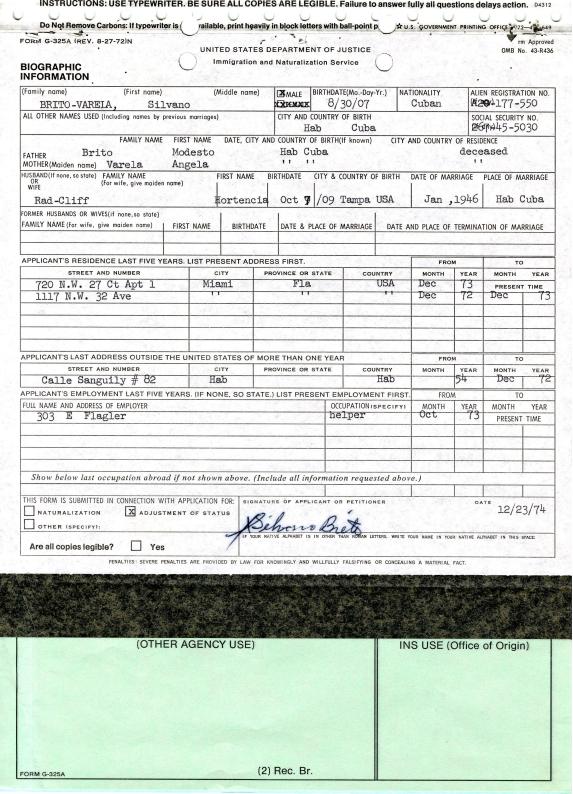 INSTRUCTIONS: USE TYPEWRITER. BE SURE ALL COPIES ARE LEGIBLE. Failure to answer fully all questions delays action. D4312
Do Not Remove Carbons: If typewriter is railable, print heavily in block letters with ball-point p ☆ U.S. GOVERNMENT PRINTING OFFICE
FORM G-325A (REV. 8-27-72)N
rm Approved
OMB No. 43-R436
UNITED STATES DEPARTMENT OF JUSTICE
Immigration and Naturalization Service
BIOGRAPHIC
INFORMATION
(Family name) (First name) (Middle name) X MALE BIRTHDATE(Mo.-Day-Yr.) NATIONALITY ALIEN REGISTRATION NO.
BRITO-VARELA, Silvano 8/30/07 Cuban A20-177-550
ALL OTHER NAMES USED (Including names by previous marriages) CITY AND COUNTRY OF BIRTH SOCIAL SECURITY NO.
Hab Cuba 45-5030
FAMILY NAME FIRST NAME DATE, CITY AND COUNTRY OF BIRTH(If known) CITY AND COUNTRY OF RESIDENCE
FATHER Brito Modesto Hab Cuba deceased
MOTHER(Maiden name) Varela Angela " " "
HUSBAND(If none, so state) OR WIFE FAMILY NAME (For wife, give maiden name) FIRST NAME BIRTHDATE CITY & COUNTRY OF BIRTH DATE OF MARRIAGE PLACE OF MARRIAGE
Rad-Cliff Hortencia Oct 7 /09 Tampa USA Jan ,1946 Hab Cuba
FORMER HUSBANDS OR WIVES(if none,so state)
FAMILY NAME (For wife, give maiden name) FIRST NAME BIRTHDATE DATE & PLACE OF MARRIAGE DATE AND PLACE OF TERMINATION OF MARRIAGE
APPLICANT'S RESIDENCE LAST FIVE YEARS. LIST PRESENT ADDRESS FIRST. FROM TO
STREET AND NUMBER CITY PROVINCE OR STATE COUNTRY MONTH YEAR MONTH YEAR
720 N.W. 27 Ct Apt 1 Miami Fla USA Dec 73 PRESENT TIME
1117 N.W. 32 Ave " " " Dec 72 Dec 73
APPLICANT'S LAST ADDRESS OUTSIDE THE UNITED STATES OF MORE THAN ONE YEAR FROM TO
STREET AND NUMBER CITY PROVINCE OR STATE COUNTRY MONTH YEAR MONTH YEAR
Calle Sanguily # 82 Hab Hab 54 Dec 72
APPLICANT'S EMPLOYMENT LAST FIVE YEARS. (IF NONE, SO STATE.) LIST PRESENT EMPLOYMENT FIRST. FROM TO
FULL NAME AND ADDRESS OF EMPLOYER OCCUPATION(SPECIFY) MONTH YEAR MONTH YEAR
303 E Flagler helper Oct 73 PRESENT TIME
Show below last occupation abroad if not shown above. (Include all information requested above.)
THIS FORM IS SUBMITTED IN CONNECTION WITH APPLICATION FOR: SIGNATURE OF APPLICANT OR PETITIONER DATE
NATURALIZATION X ADJUSTMENT OF STATUS 12/23/74
OTHER (SPECIFY): Silvano Brito
IF YOUR NATIVE ALPHABET IS IN OTHER THAN ROMAN LETTERS, WRITE YOUR NAME IN YOUR NATIVE ALPHABET IN THIS SPACE
Are all copies legible? Yes
PENALTIES: SEVERE PENALTIES ARE PROVIDED BY LAW FOR KNOWINGLY AND WILLFULLY FALSIFYING OR CONCEALING A MATERIAL FACT.
(OTHER AGENCY USE) INS USE (Office of Origin)
(2) Rec. Br.
FORM G-325A